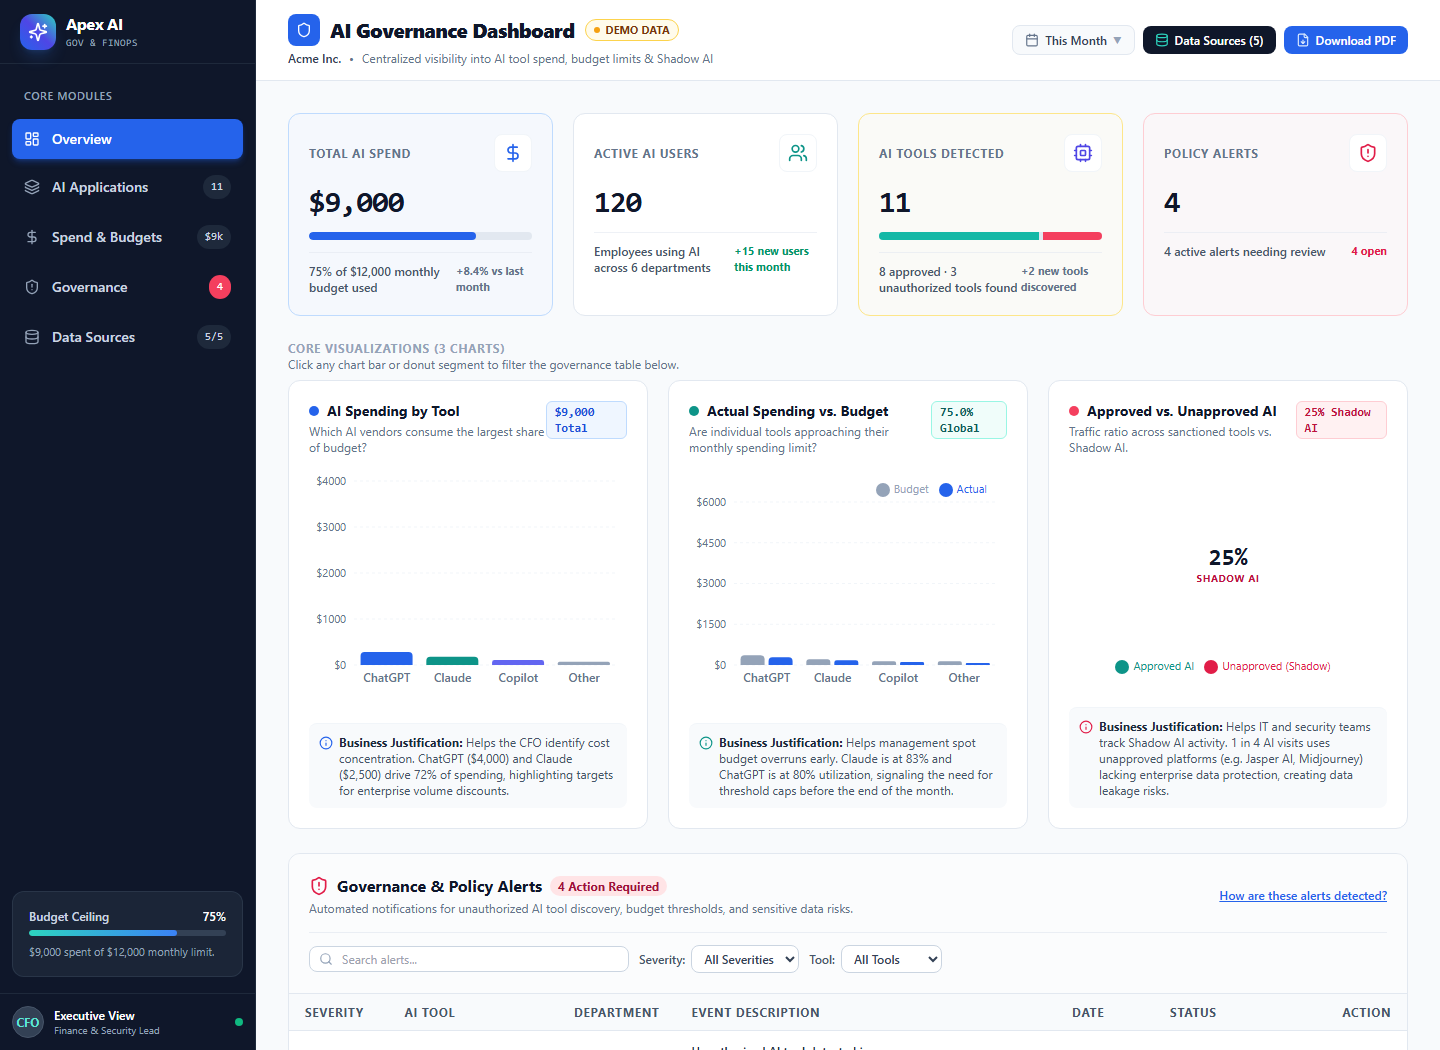 Apex AI
GOV & FINOPS
CORE MODULES
Overview
AI Applications 11
Spend & Budgets $9k
Governance 4
Data Sources 5/5
Budget Ceiling 75%
$9,000 spent of $12,000 monthly limit.
CFO
Executive View
Finance & Security Lead
AI Governance Dashboard DEMO DATA
Acme Inc. • Centralized visibility into AI tool spend, budget limits & Shadow AI
This Month ▼
Data Sources (5)
Download PDF
TOTAL AI SPEND
$9,000
75% of $12,000 monthly
budget used
+8.4% vs last
month
ACTIVE AI USERS
120
Employees using AI
across 6 departments
+15 new users
this month
AI TOOLS DETECTED
11
8 approved · 3
unauthorized tools found
+2 new tools
discovered
POLICY ALERTS
4
4 active alerts needing review
4 open
CORE VISUALIZATIONS (3 CHARTS)
Click any chart bar or donut segment to filter the governance table below.
AI Spending by Tool
Which AI vendors consume the largest share
of budget?
$9,000
Total
$4000
$3000
$2000
$1000
$0
ChatGPT Claude Copilot Other
Business Justification: Helps the CFO identify cost
concentration. ChatGPT ($4,000) and Claude
($2,500) drive 72% of spending, highlighting targets
for enterprise volume discounts.
Actual Spending vs. Budget
Are individual tools approaching their
monthly spending limit?
75.0%
Global
Budget Actual
$6000
$4500
$3000
$1500
$0
ChatGPT Claude Copilot Other
Business Justification: Helps management spot
budget overruns early. Claude is at 83% and
ChatGPT is at 80% utilization, signaling the need for
threshold caps before the end of the month.
Approved vs. Unapproved AI
Traffic ratio across sanctioned tools vs.
Shadow AI.
25% Shadow
AI
25%
SHADOW AI
Approved AI Unapproved (Shadow)
Business Justification: Helps IT and security teams
track Shadow AI activity. 1 in 4 AI visits uses
unapproved platforms (e.g. Jasper AI, Midjourney)
lacking enterprise data protection, creating data
leakage risks.
Governance & Policy Alerts 4 Action Required
Automated notifications for unauthorized AI tool discovery, budget thresholds, and sensitive data risks.
How are these alerts detected?
Search alerts...
Severity: All Severities
Tool: All Tools
SEVERITY AI TOOL DEPARTMENT EVENT DESCRIPTION DATE STATUS ACTION